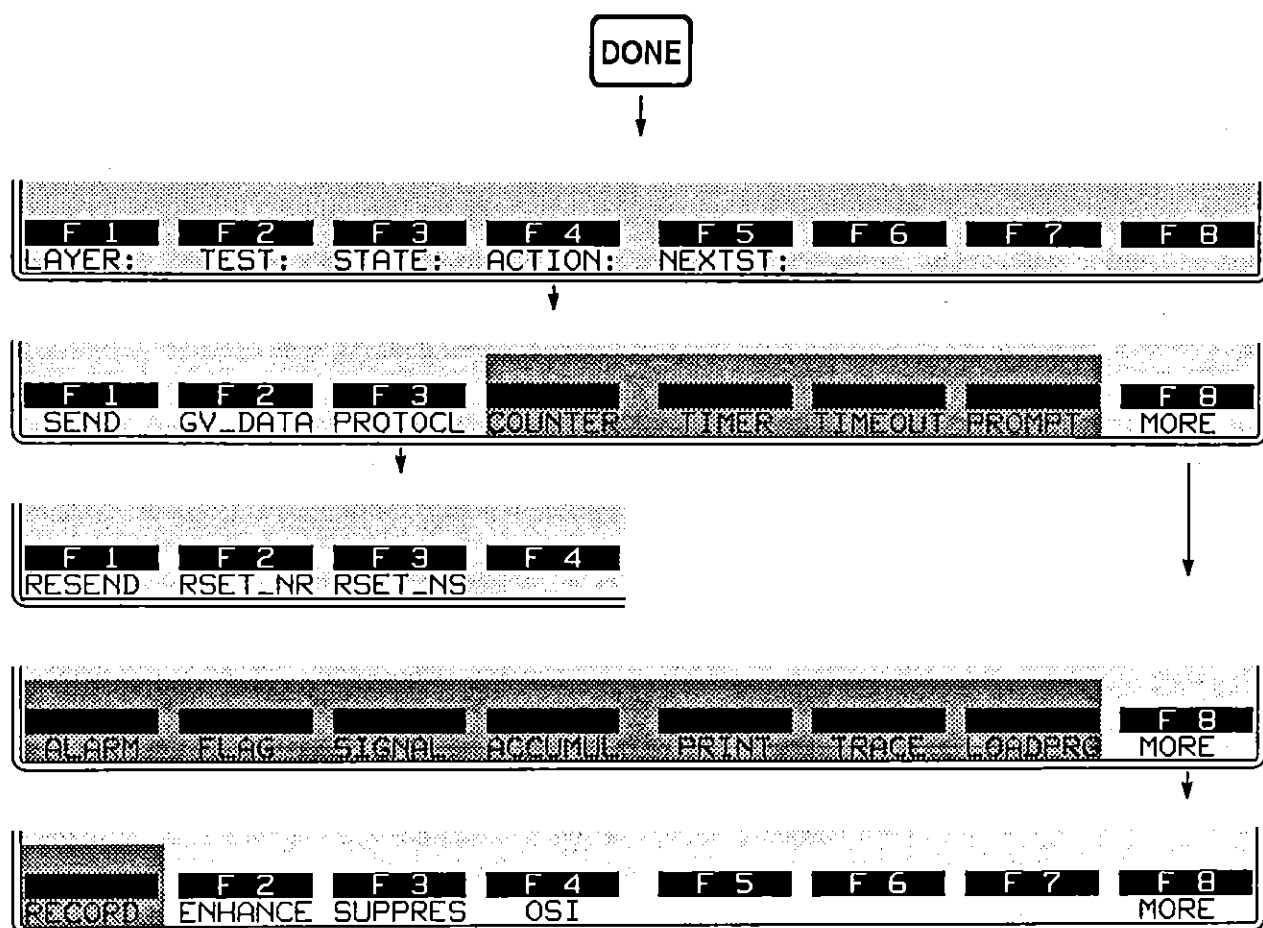 DONE
F 1 F 2 F 3 F 4 F 5 F 6 F 7 F 8
LAYER: TEST: STATE: ACTION: NEXTST:
F 1 F 2 F 3 F 8
SEND GV_DATA PROTOCL COUNTER TIMER TIMEOUT PROMPT MORE
F 1 F 2 F 3 F 4
RESEND RSET_NR RSET_NS
F 8
ALARM FLAG SIGNAL ACCUMUL PRINT TRACE LOADPRG MORE
F 2 F 3 F 4 F 5 F 6 F 7 F 8
RECORD ENHANCE SUPPRES OSI MORE